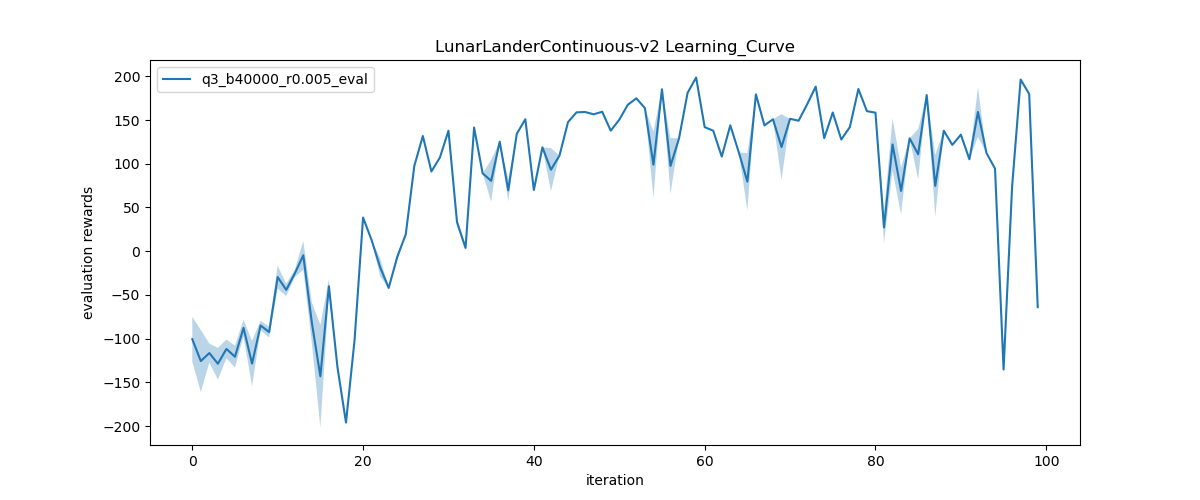 LunarLanderContinuous-v2 Learning_Curve
q3_b40000_r0.005_eval
evaluation rewards
200
150
100
50
0
−50
−100
−150
−200
0 20 40 60 80 100
iteration